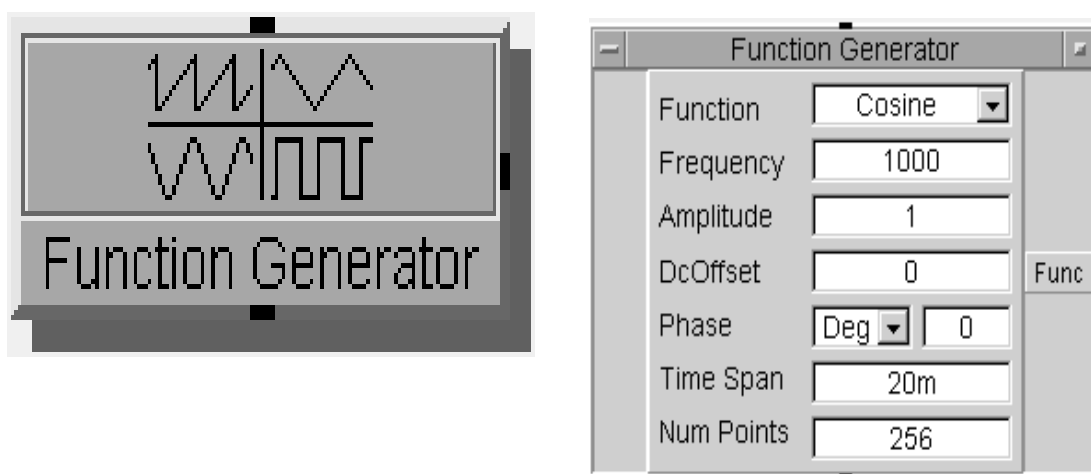 Function Generator
Function Generator
Function Cosine
Frequency 1000
Amplitude 1
DcOffset 0 Func
Phase Deg 0
Time Span 20m
Num Points 256